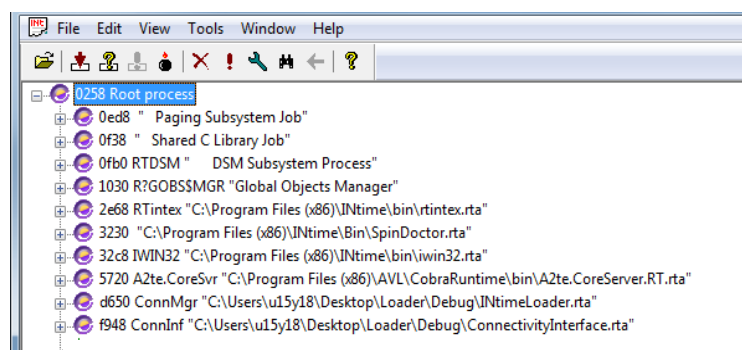 File Edit View Tools Window Help
0258 Root process
0ed8 " Paging Subsystem Job"
0f38 " Shared C Library Job"
0fb0 RTDSM " DSM Subsystem Process"
1030 R?GOBS$MGR "Global Objects Manager"
2e68 RTintex "C:\Program Files (x86)\INtime\bin\rtintex.rta"
3230 "C:\Program Files (x86)\INtime\Bin\SpinDoctor.rta"
32c8 IWIN32 "C:\Program Files (x86)\INtime\bin\iwin32.rta"
5720 A2te.CoreSvr "C:\Program Files (x86)\AVL\CobraRuntime\bin\A2te.CoreServer.RT.rta"
d650 ConnMgr "C:\Users\u15y18\Desktop\Loader\Debug\INtimeLoader.rta"
f948 ConnInf "C:\Users\u15y18\Desktop\Loader\Debug\ConnectivityInterface.rta"